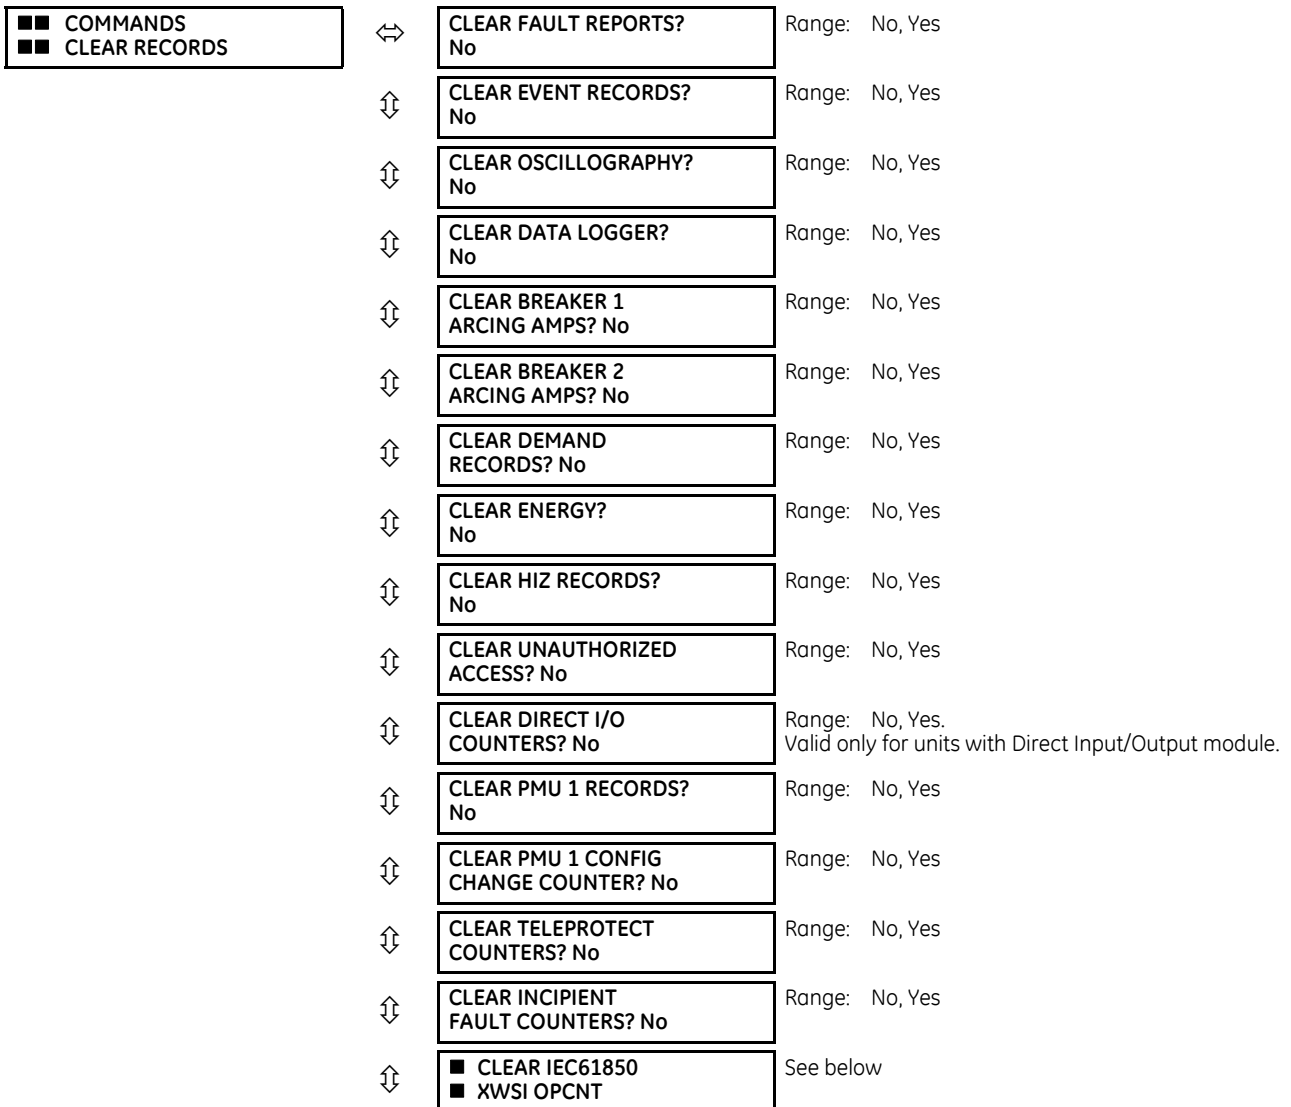 ■■ COMMANDS
■■ CLEAR RECORDS
CLEAR FAULT REPORTS?
No
Range: No, Yes
CLEAR EVENT RECORDS?
No
Range: No, Yes
CLEAR OSCILLOGRAPHY?
No
Range: No, Yes
CLEAR DATA LOGGER?
No
Range: No, Yes
CLEAR BREAKER 1
ARCING AMPS? No
Range: No, Yes
CLEAR BREAKER 2
ARCING AMPS? No
Range: No, Yes
CLEAR DEMAND
RECORDS? No
Range: No, Yes
CLEAR ENERGY?
No
Range: No, Yes
CLEAR HIZ RECORDS?
No
Range: No, Yes
CLEAR UNAUTHORIZED
ACCESS? No
Range: No, Yes
CLEAR DIRECT I/O
COUNTERS? No
Range: No, Yes.
Valid only for units with Direct Input/Output module.
CLEAR PMU 1 RECORDS?
No
Range: No, Yes
CLEAR PMU 1 CONFIG
CHANGE COUNTER? No
Range: No, Yes
CLEAR TELEPROTECT
COUNTERS? No
Range: No, Yes
CLEAR INCIPIENT
FAULT COUNTERS? No
Range: No, Yes
■ CLEAR IEC61850
■ XWSI OPCNT
See below